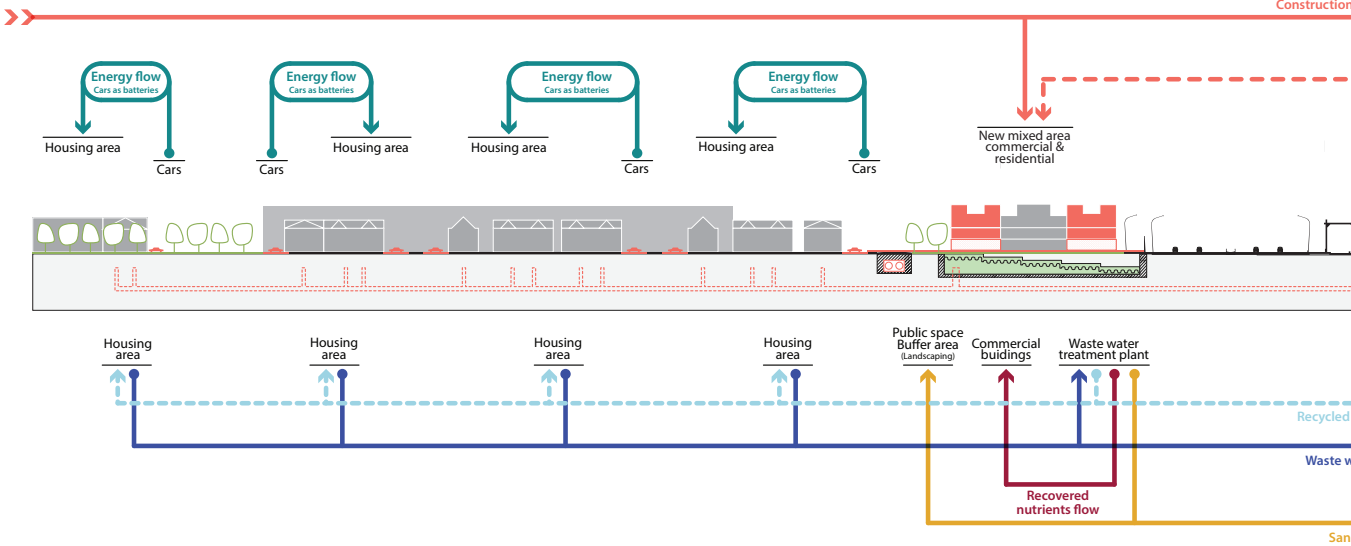 Construction
Energy flow
Cars as batteries
Energy flow
Cars as batteries
Energy flow
Cars as batteries
Energy flow
Cars as batteries
Housing area
Cars
Cars
Housing area
Housing area
Cars
Housing area
Cars
New mixed area
commercial &
residential
Housing
area
Housing
area
Housing
area
Housing
area
Public space
Buffer area
(Landscaping)
Commercial
buidings
Waste water
treatment plant
Recycled
Waste w
Recovered
nutrients flow
San